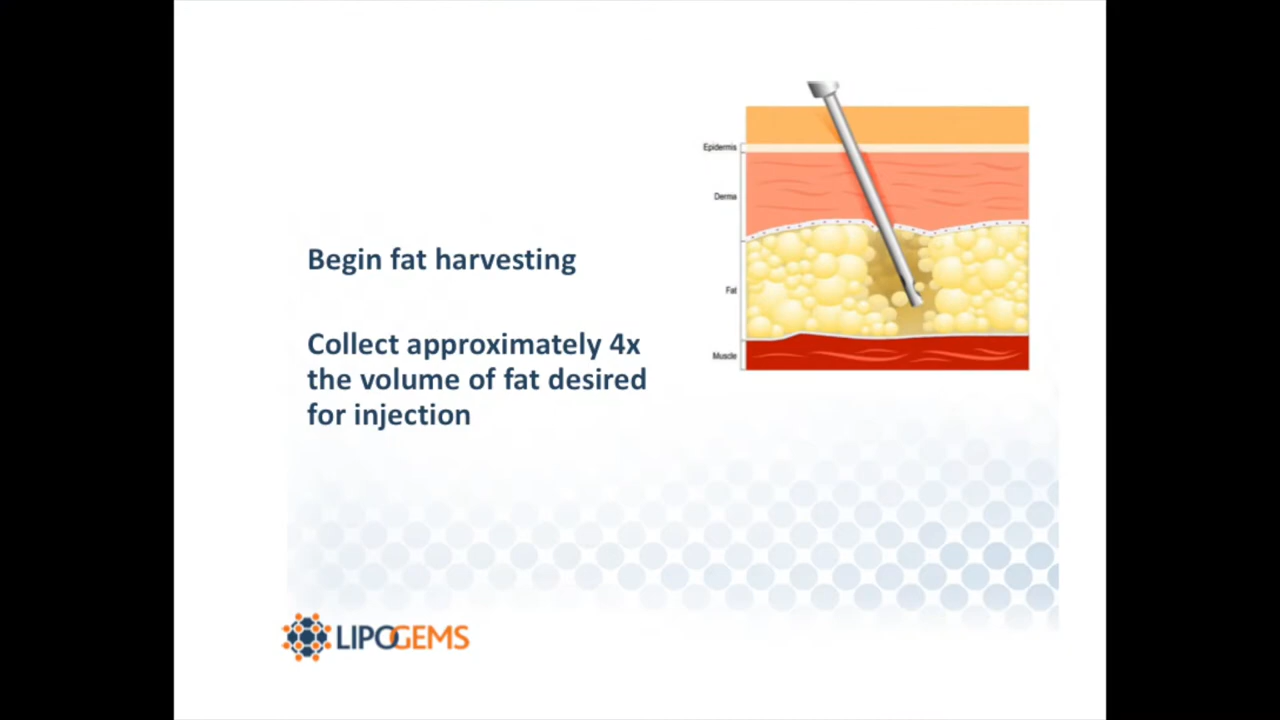 Begin fat harvesting
Collect approximately 4x
the volume of fat desired
for injection
Epidermis
Derma
Fat
Muscle
LIPOGEMS